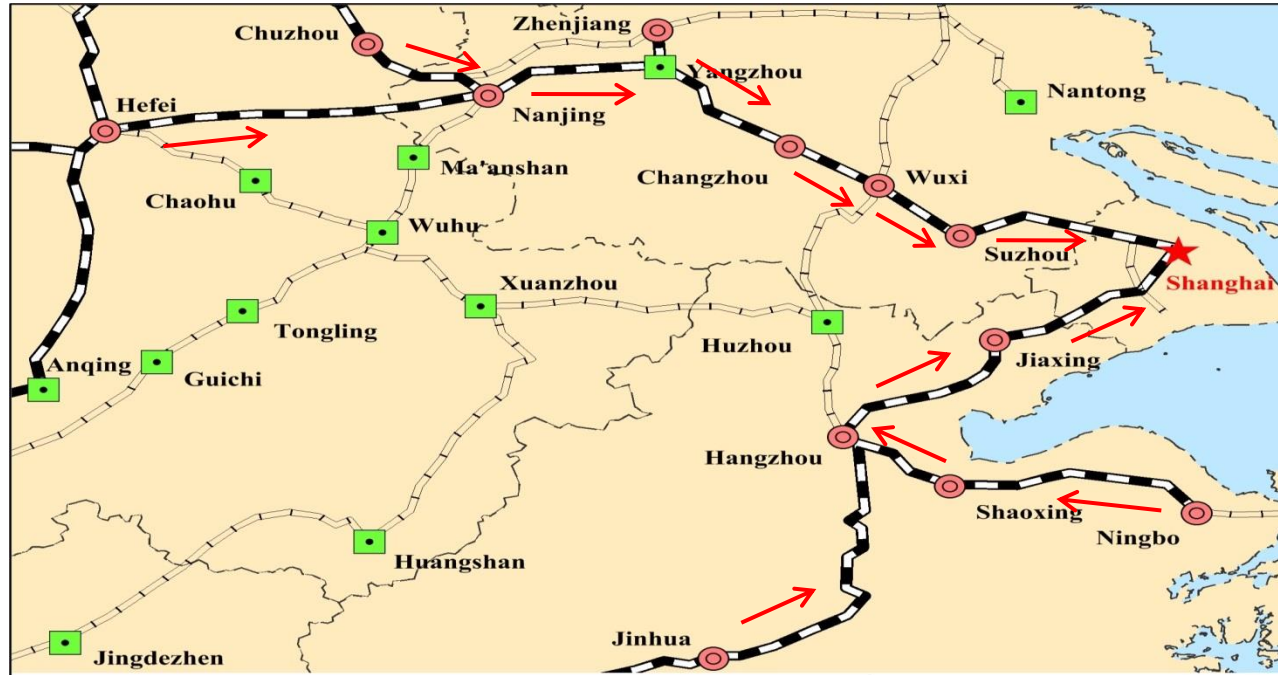 Zhenjiang
Chuzhou
Yangzhou
Nantong
Hefei
Nanjing
Ma'anshan
Changzhou
Wuxi
Chaohu
Wuhu
Suzhou
Shanghai
Xuanzhou
Tongling
Huzhou
Jiaxing
Anqing
Guichi
Hangzhou
Shaoxing
Ningbo
Huangshan
Jinhua
Jingdezhen